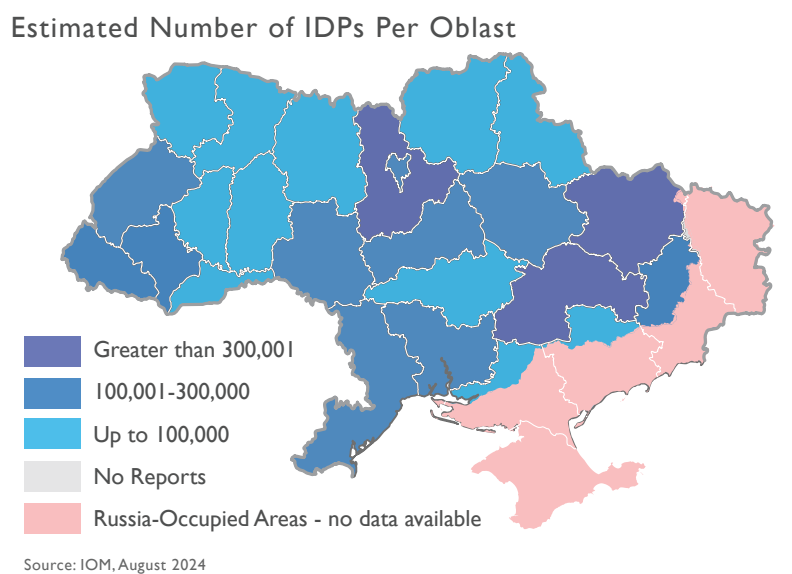 Estimated Number of IDPs Per Oblast
Greater than 300,001
100,001-300,000
Up to 100,000
No Reports
Russia-Occupied Areas - no data available
Source: IOM, August 2024